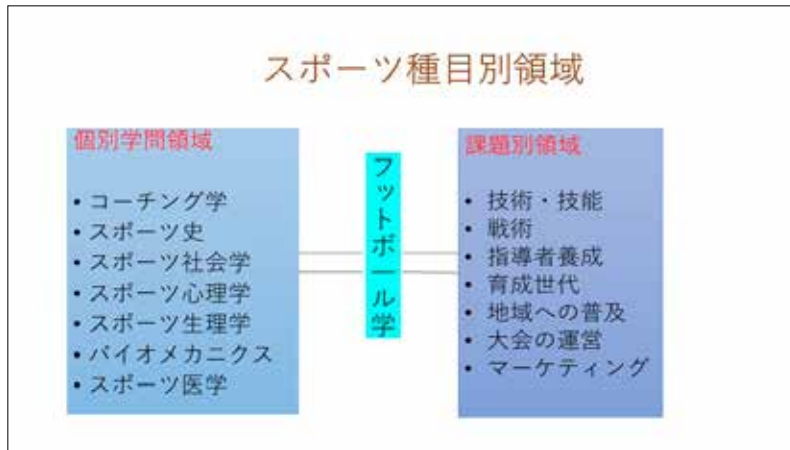 スポーツ種目別領域
個別学問領域
• コーチング学
• スポーツ史
• スポーツ社会学
• スポーツ心理学
• スポーツ生理学
• バイオメカニクス
• スポーツ医学
フットボール学
課題別領域
• 技術・技能
• 戦術
• 指導者養成
• 育成世代
• 地域への普及
• 大会の運営
• マーケティング